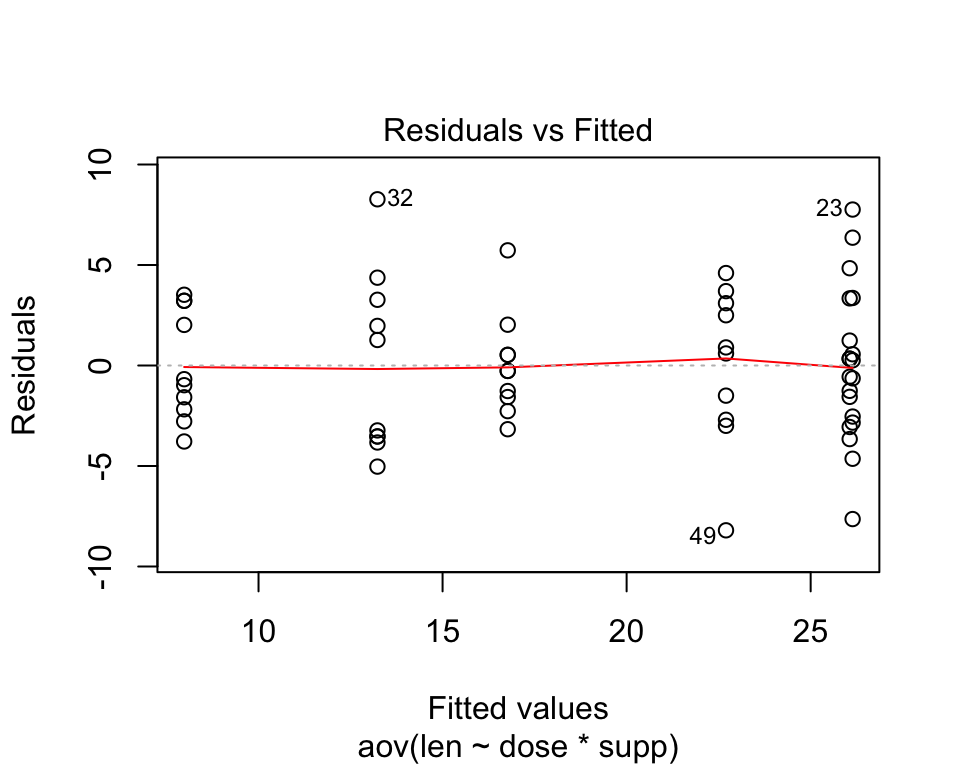 Residuals vs Fitted
Residuals
10
5
0
-5
-10
32
23
49
10 15 20 25
Fitted values
aov(len ~ dose * supp)